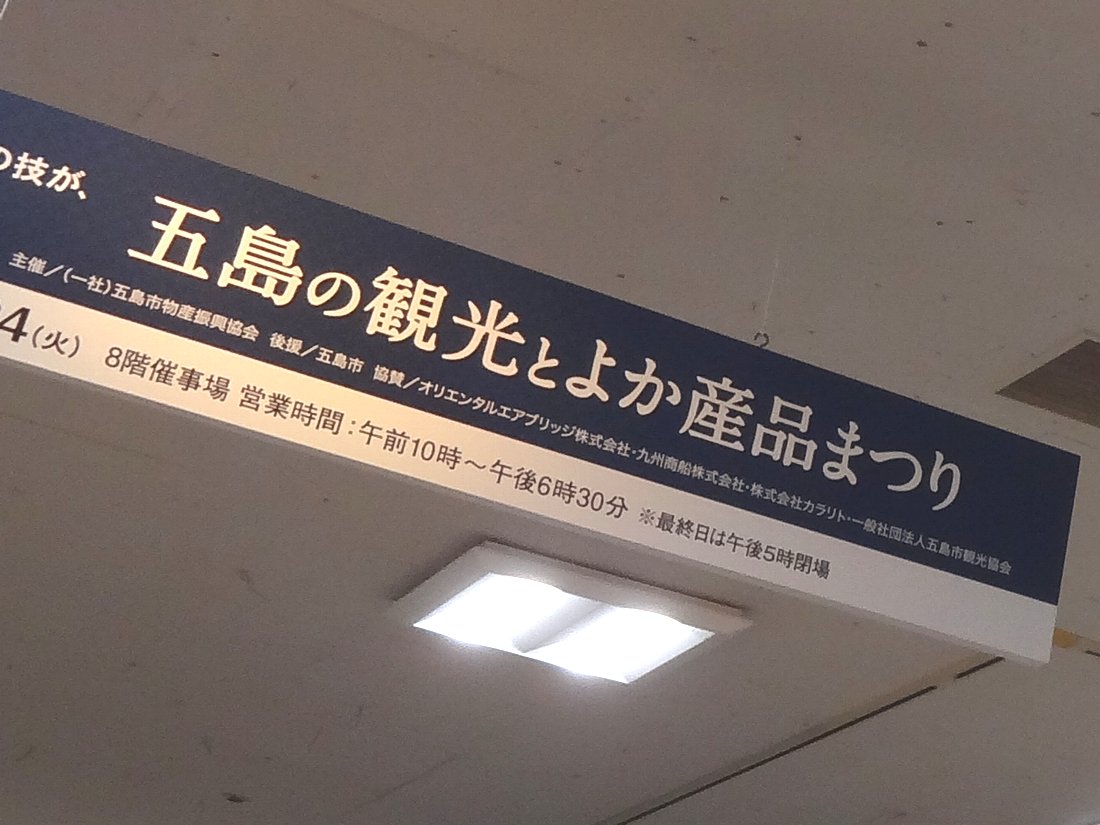 の技が、
五島の観光とよか産品まつり
主催／（一社）五島市物産振興協会 後援／五島市 協賛／オリエンタルエアブリッジ株式会社・九州商船株式会社・株式会社カラリト・一般社団法人五島市観光協会
4（火） 8階催事場 営業時間：午前10時～午後6時30分 ※最終日は午後5時閉場